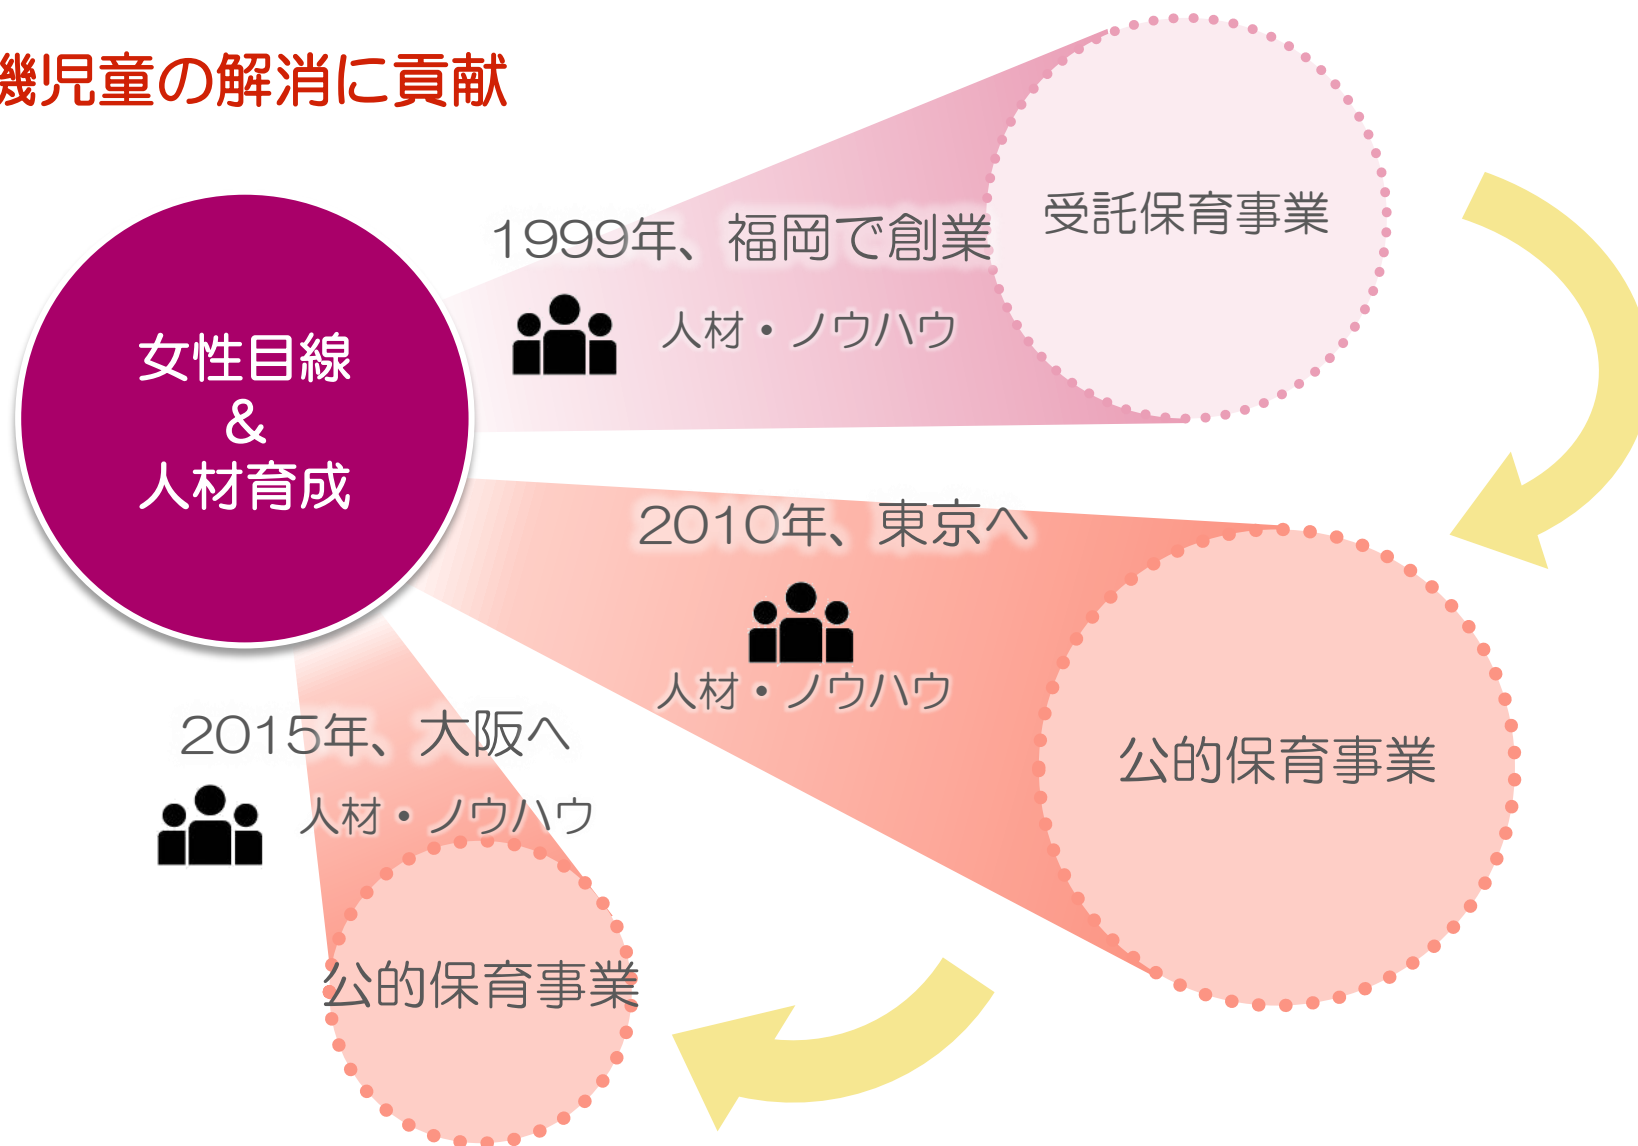 機児童の解消に貢献
1999年、福岡で創業
受託保育事業
人材・ノウハウ
女性目線
&
人材育成
2010年、東京へ
人材・ノウハウ
公的保育事業
2015年、大阪へ
人材・ノウハウ
公的保育事業